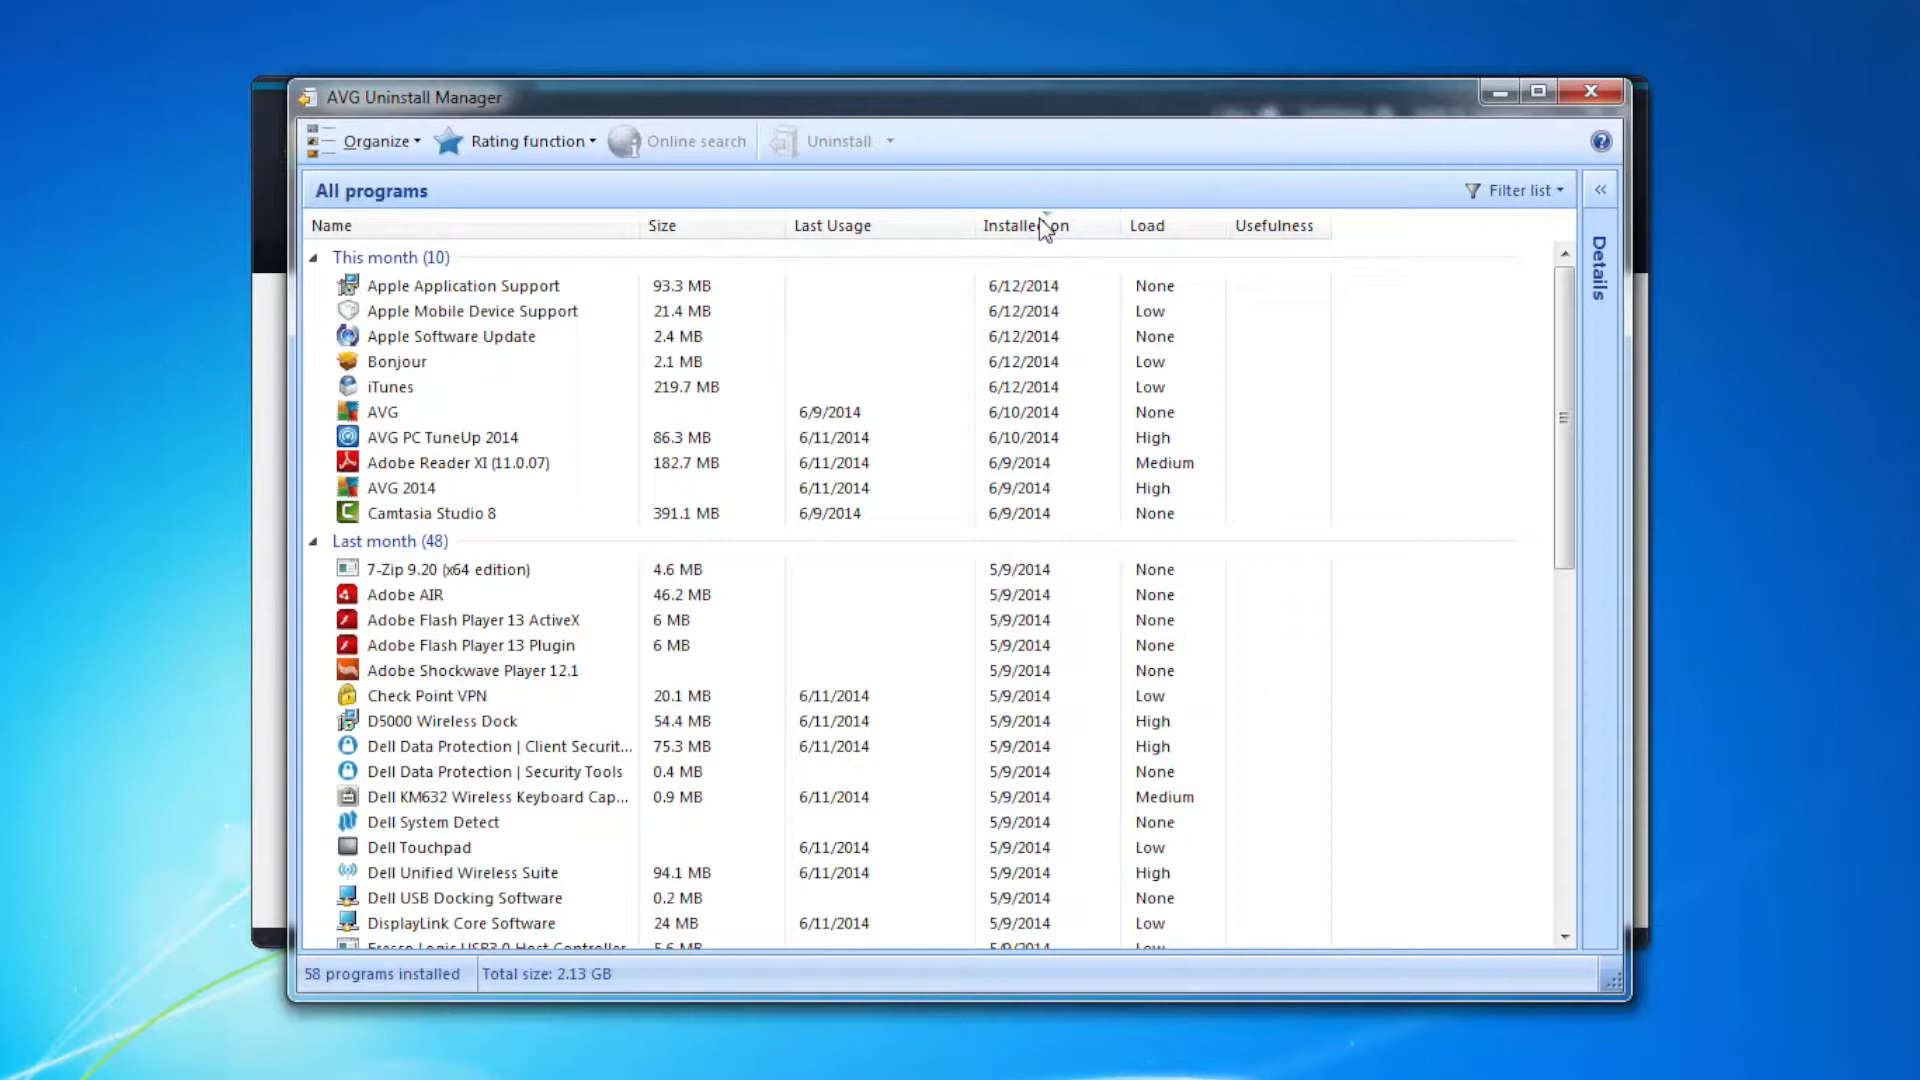 AVG Uninstall Manager
Organize Rating function Online search Uninstall
All programs Filter list
Name Size Last Usage Installed on Load Usefulness
Details
This month (10)
Apple Application Support 93.3 MB 6/12/2014 None
Apple Mobile Device Support 21.4 MB 6/12/2014 Low
Apple Software Update 2.4 MB 6/12/2014 None
Bonjour 2.1 MB 6/12/2014 Low
iTunes 219.7 MB 6/12/2014 Low
AVG 6/9/2014 6/10/2014 None
AVG PC TuneUp 2014 86.3 MB 6/11/2014 6/10/2014 High
Adobe Reader XI (11.0.07) 182.7 MB 6/11/2014 6/9/2014 Medium
AVG 2014 6/11/2014 6/9/2014 High
Camtasia Studio 8 391.1 MB 6/9/2014 6/9/2014 None
Last month (48)
7-Zip 9.20 (x64 edition) 4.6 MB 5/9/2014 None
Adobe AIR 46.2 MB 5/9/2014 None
Adobe Flash Player 13 ActiveX 6 MB 5/9/2014 None
Adobe Flash Player 13 Plugin 6 MB 5/9/2014 None
Adobe Shockwave Player 12.1 5/9/2014 None
Check Point VPN 20.1 MB 6/11/2014 5/9/2014 Low
D5000 Wireless Dock 54.4 MB 6/11/2014 5/9/2014 High
Dell Data Protection | Client Securit... 75.3 MB 6/11/2014 5/9/2014 High
Dell Data Protection | Security Tools 0.4 MB 5/9/2014 None
Dell KM632 Wireless Keyboard Cap... 0.9 MB 6/11/2014 5/9/2014 Medium
Dell System Detect 5/9/2014 None
Dell Touchpad 6/11/2014 5/9/2014 Low
Dell Unified Wireless Suite 94.1 MB 6/11/2014 5/9/2014 High
Dell USB Docking Software 0.2 MB 5/9/2014 None
DisplayLink Core Software 24 MB 6/11/2014 5/9/2014 Low
Fresco Logic USB3.0 Host Controller 5.6 MB 5/9/2014 Low
58 programs installed Total size: 2.13 GB